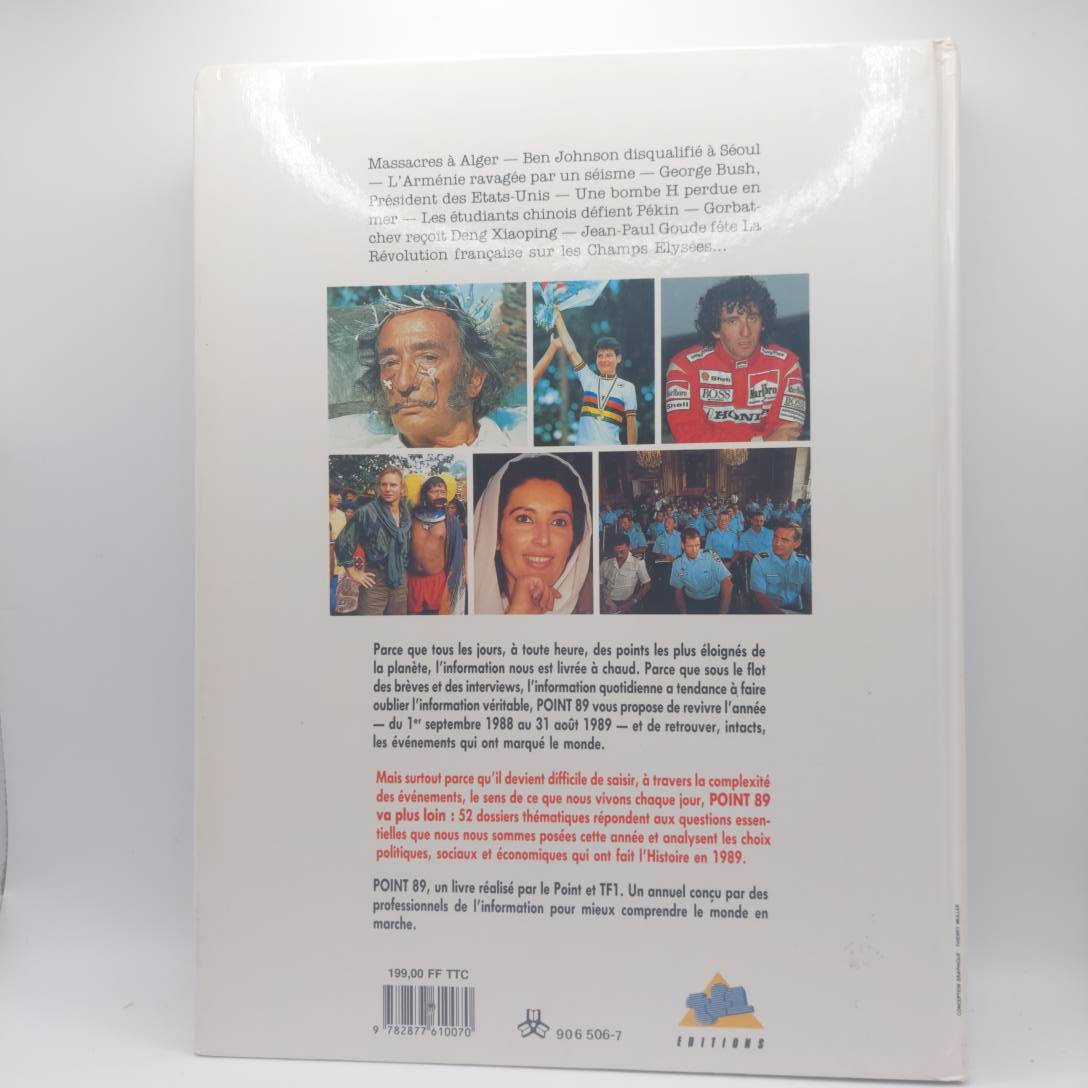 Massacres à Alger — Ben Johnson disqualifié à Séoul
— L'Arménie ravagée par un séisme — George Bush,
Président des Etats-Unis — Une bombe H perdue en
mer — Les étudiants chinois défient Pékin — Gorbat-
chev reçoit Deng Xiaoping — Jean-Paul Goude fête La
Révolution française sur les Champs Elysées...
Shell
BOSS
Marlboro
Marlboro
Shell
BOSS
HONDA
Parce que tous les jours, à toute heure, des points les plus éloignés de
la planète, l'information nous est livrée à chaud. Parce que sous le flot
des brèves et des interviews, l'information quotidienne a tendance à faire
oublier l'information véritable, POINT 89 vous propose de revivre l'année
— du 1er septembre 1988 au 31 août 1989 — et de retrouver, intacts,
les événements qui ont marqué le monde.
Mais surtout parce qu'il devient difficile de saisir, à travers la complexité
des événements, le sens de ce que nous vivons chaque jour, POINT 89
va plus loin : 52 dossiers thématiques répondent aux questions essen-
tielles que nous nous sommes posées cette année et analysent les choix
politiques, sociaux et économiques qui ont fait l'Histoire en 1989.
POINT 89, un livre réalisé par le Point et TF1. Un annuel conçu par des
professionnels de l'information pour mieux comprendre le monde en
marche.
199,00 FF TTC
9 782877 610070
906 506-7
EDITIONS
CONCEPTION GRAPHIQUE THIERRY MULLER